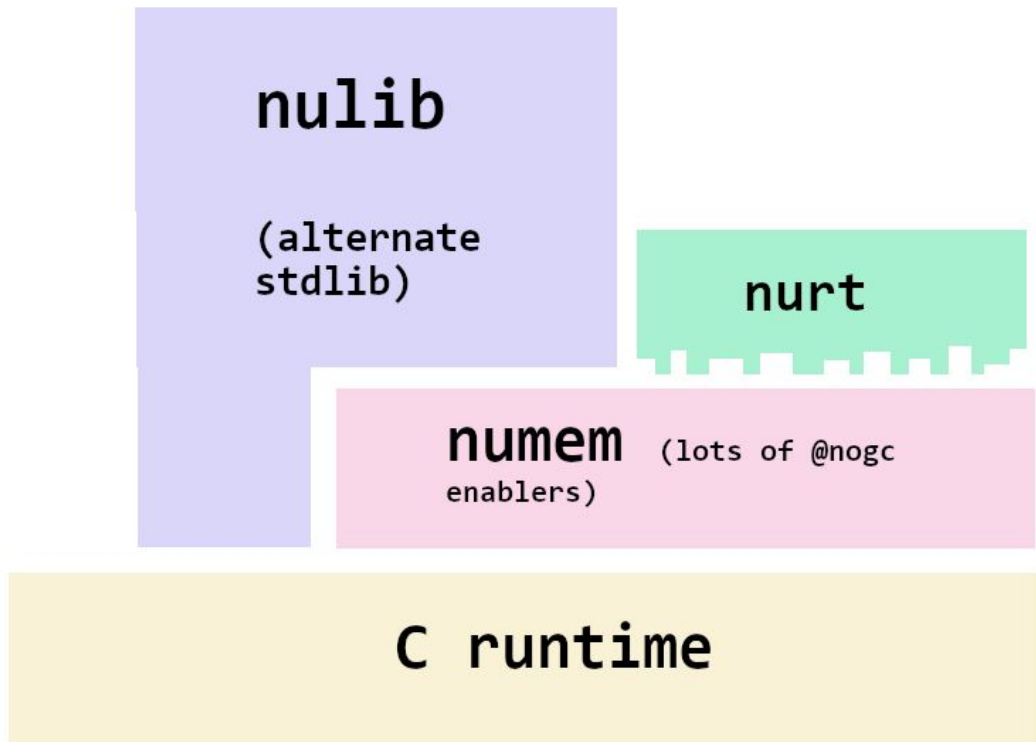 nulib
(alternate
stdlib)
nurt
numem (lots of @nogc
enablers)
C runtime